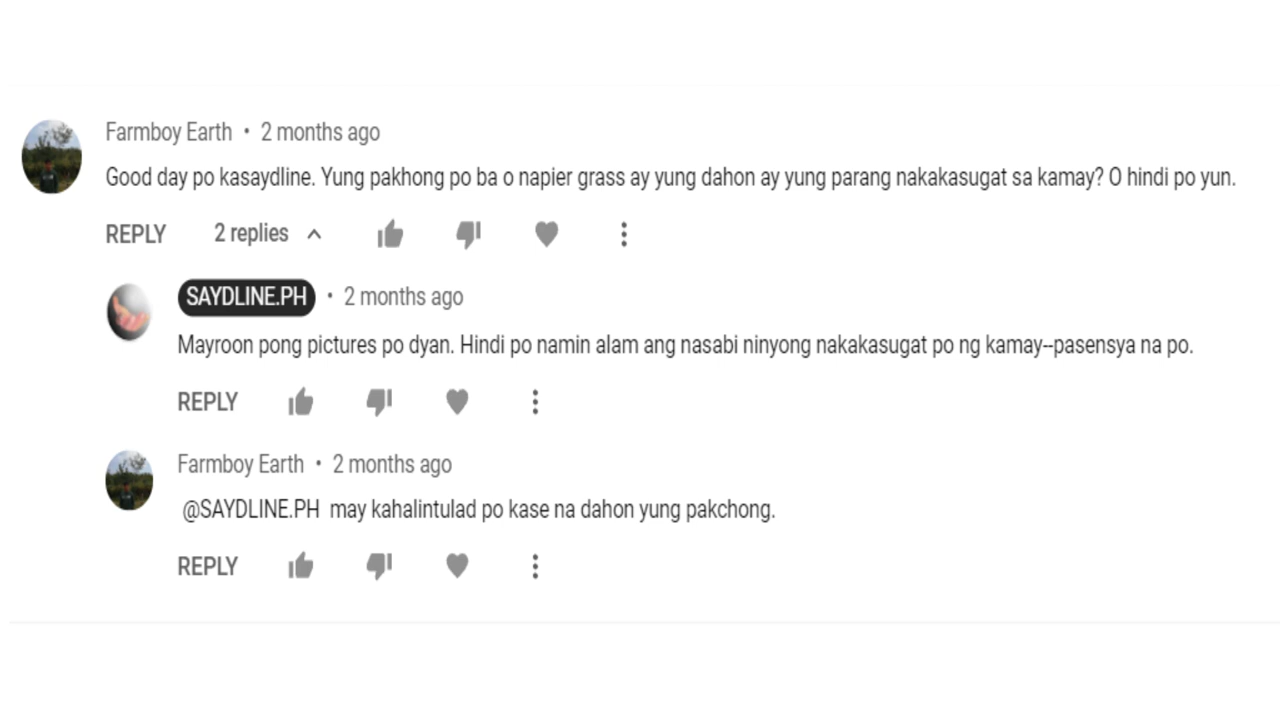 Farmboy Earth • 2 months ago
Good day po kasaydline. Yung pakhong po ba o napier grass ay yung dahon ay yung parang nakakasugat sa kamay? O hindi po yun.
REPLY 2 replies
SAYDLINE.PH • 2 months ago
Mayroon pong pictures po dyan. Hindi po namin alam ang nasabi ninyong nakakasugat po ng kamay--pasensya na po.
REPLY
Farmboy Earth • 2 months ago
@SAYDLINE.PH may kahalintulad po kase na dahon yung pakchong.
REPLY